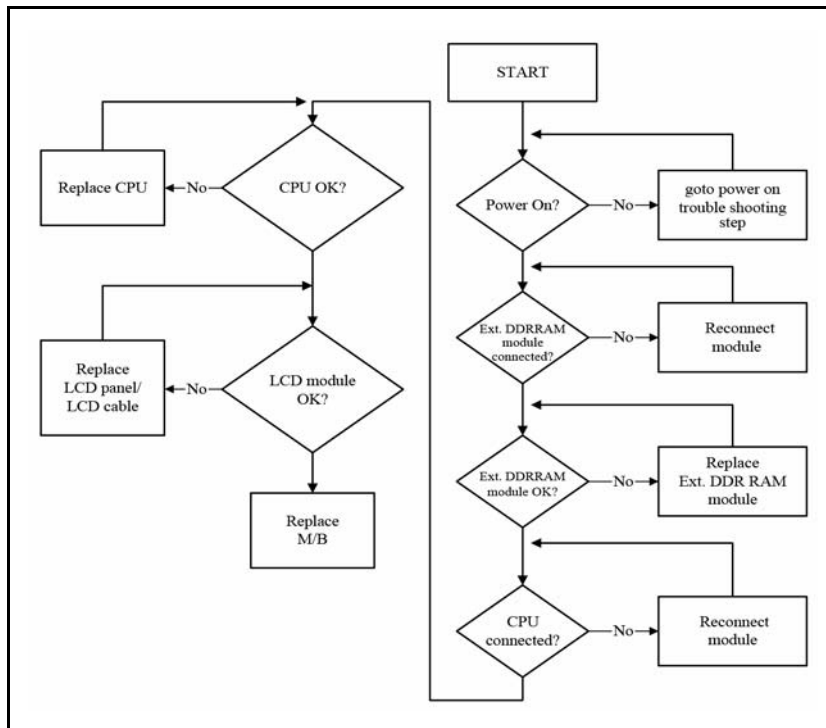 START
Power On?
No
goto power on
trouble shooting
step
Ext. DDRRAM
module
connected?
No
Reconnect
module
Ext. DDRRAM
module OK?
No
Replace
Ext. DDR RAM
module
CPU
connected?
No
Reconnect
module
CPU OK?
No
Replace CPU
LCD module
OK?
No
Replace
LCD panel/
LCD cable
Replace
M/B